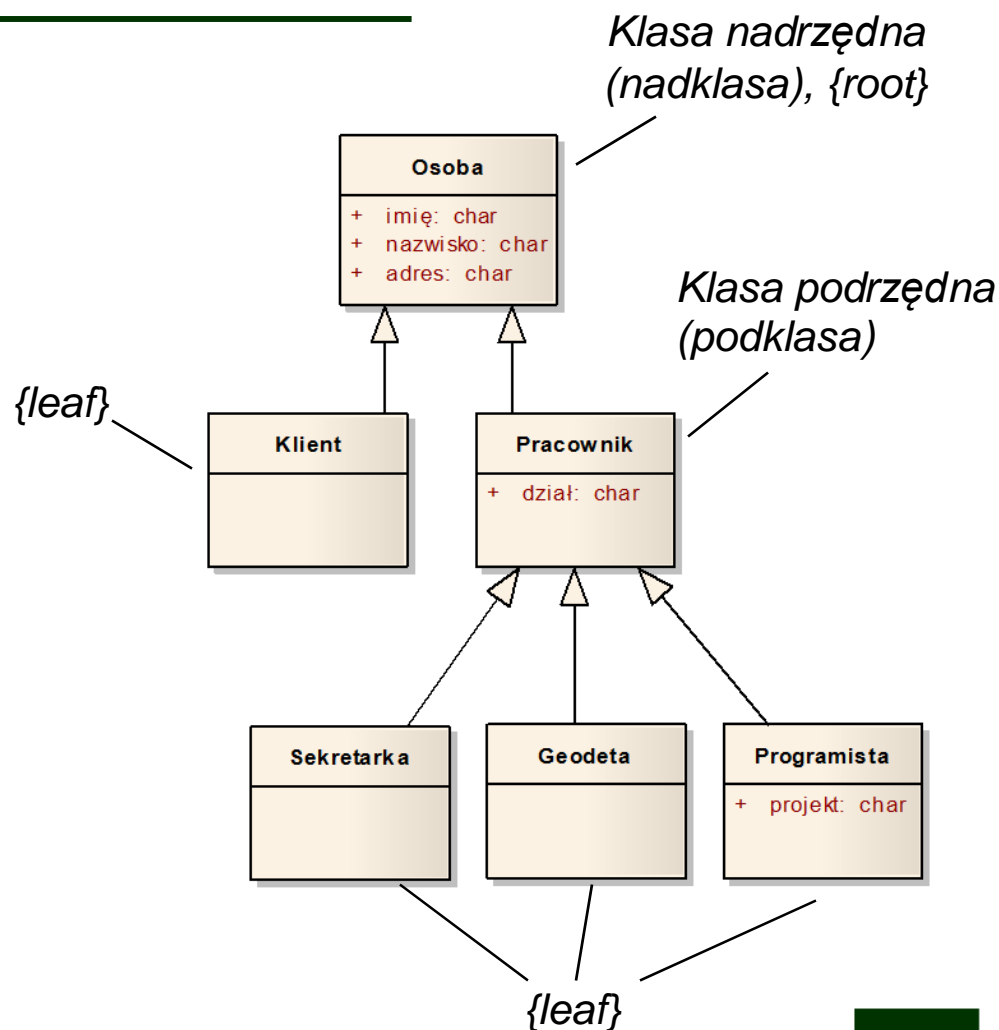 Klasa nadrzędna
(nadklasa), {root}
Osoba
+ imię: char
+ nazwisko: char
+ adres: char
Klasa podrzędna
(podklasa)
{leaf}
Klient
Pracownik
+ dział: char
Sekretarka
Geodeta
Programista
+ projekt: char
{leaf}